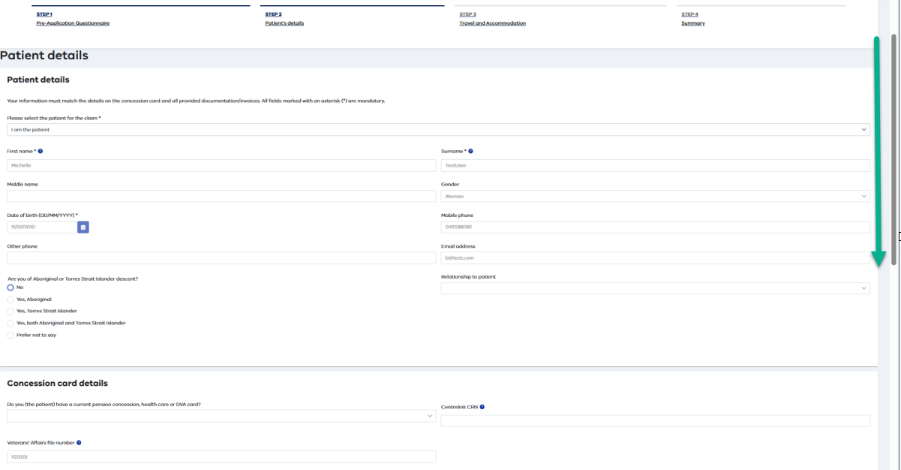 STEP 1 STEP 2 STEP 3 STEP 4
Pre-Application Questionnaire Patient's details Travel and Accommodation Summary
Patient details
Patient details
Your information must match the details on the concession card and all provided documentation/invoices. All fields marked with an asterisk (*) are mandatory.
Please select the patient for the claim *
I am the patient
First name * Surname *
Michelle TestUser
Middle name Gender
Woman
Date of birth (DD/MM/YYYY) * Mobile phone
Other phone Email address
Are you of Aboriginal or Torres Strait Islander descent? Relationship to patient
No
Yes, Aboriginal
Yes, Torres Strait Islander
Yes, both Aboriginal and Torres Strait Islander
Prefer not to say
Concession card details
Do you (the patient) have a current pension concession, health care or DVA card? Centrelink CRN
Veterans' Affairs file number